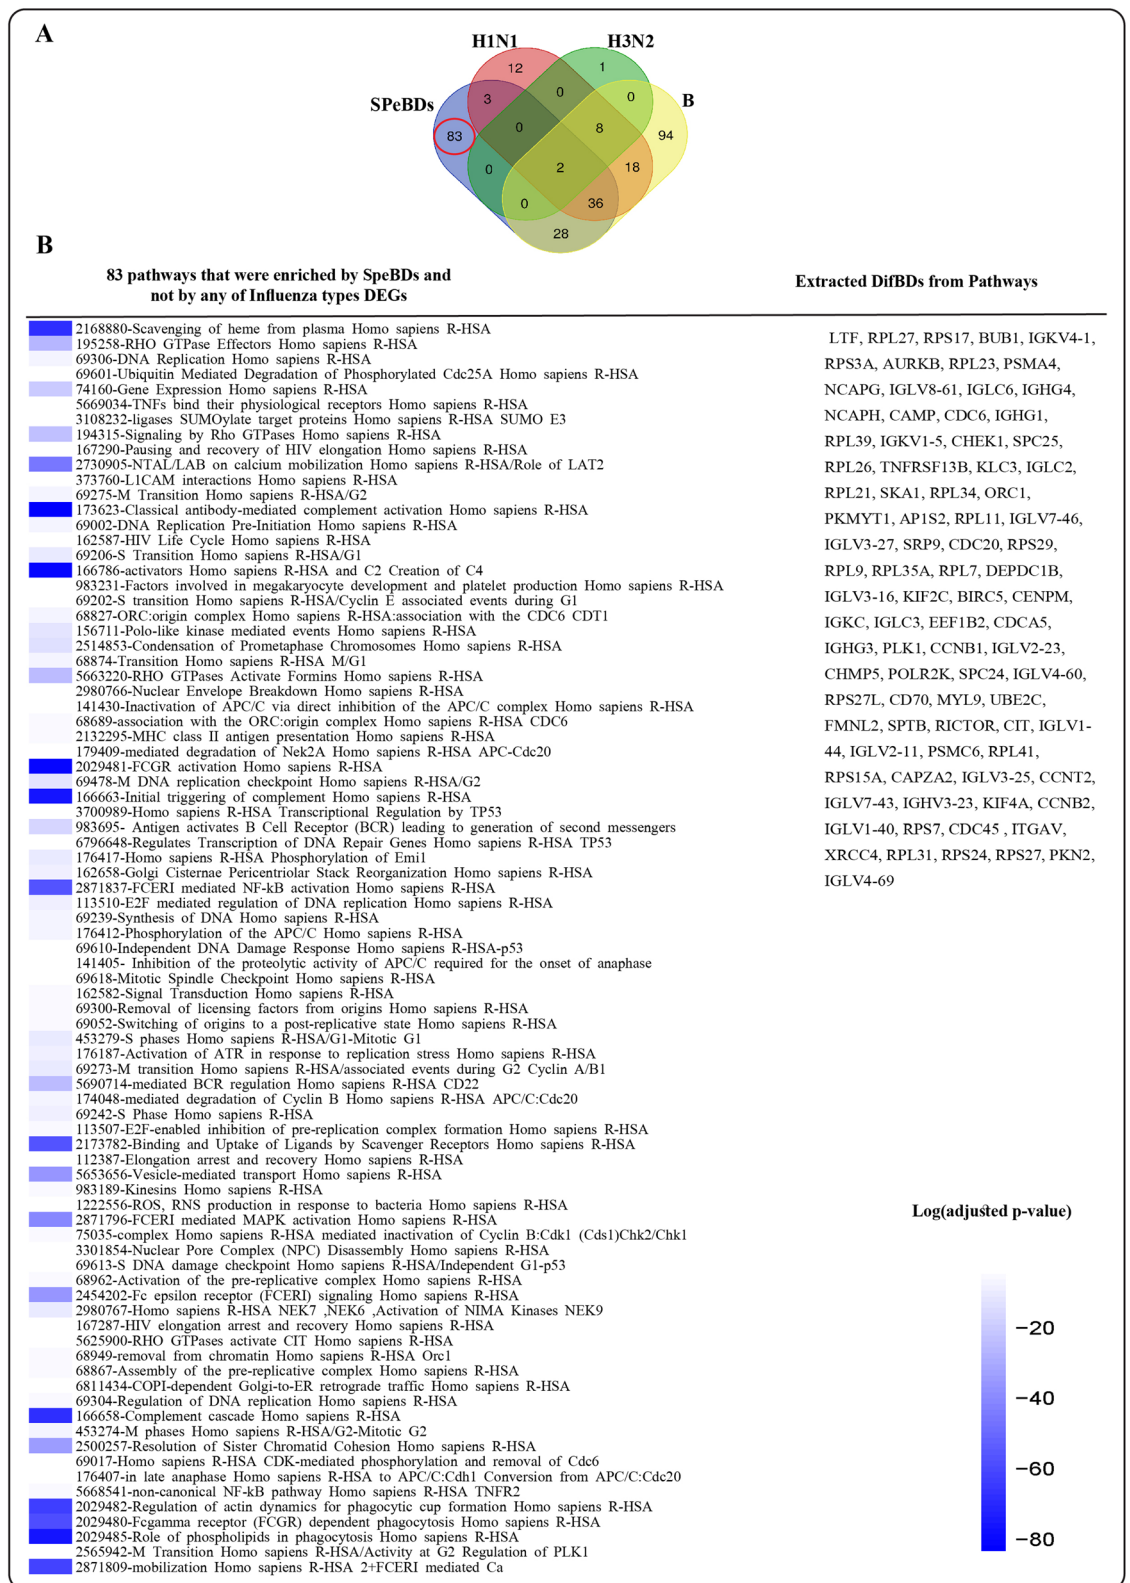 A
H1N1
H3N2
SPeBDs
B
12
1
3
0
0
83
0
8
94
0
2
18
0
36
28
B
83 pathways that were enriched by SpeBDs and
not by any of Influenza types DEGs
Extracted DifBDs from Pathways
2168880-Scavenging of heme from plasma Homo sapiens R-HSA
195258-RHO GTPase Effectors Homo sapiens R-HSA
69306-DNA Replication Homo sapiens R-HSA
69601-Ubiquitin Mediated Degradation of Phosphorylated Cdc25A Homo sapiens R-HSA
74160-Gene Expression Homo sapiens R-HSA
5669034-TNFs bind their physiological receptors Homo sapiens R-HSA
3108232-ligases SUMOylate target proteins Homo sapiens R-HSA SUMO E3
194315-Signaling by Rho GTPases Homo sapiens R-HSA
167290-Pausing and recovery of HIV elongation Homo sapiens R-HSA
2730905-NTAL/LAB on calcium mobilization Homo sapiens R-HSA/Role of LAT2
373760-L1CAM interactions Homo sapiens R-HSA
69275-M Transition Homo sapiens R-HSA/G2
173623-Classical antibody-mediated complement activation Homo sapiens R-HSA
69002-DNA Replication Pre-Initiation Homo sapiens R-HSA
162587-HIV Life Cycle Homo sapiens R-HSA
69206-S Transition Homo sapiens R-HSA/G1
166786-activators Homo sapiens R-HSA and C2 Creation of C4
983231-Factors involved in megakaryocyte development and platelet production Homo sapiens R-HSA
69202-S transition Homo sapiens R-HSA/Cyclin E associated events during G1
68827-ORC:origin complex Homo sapiens R-HSA:association with the CDC6 CDT1
156711-Polo-like kinase mediated events Homo sapiens R-HSA
2514853-Condensation of Prometaphase Chromosomes Homo sapiens R-HSA
68874-Transition Homo sapiens R-HSA M/G1
5663220-RHO GTPases Activate Formins Homo sapiens R-HSA
2980766-Nuclear Envelope Breakdown Homo sapiens R-HSA
141430-Inactivation of APC/C via direct inhibition of the APC/C complex Homo sapiens R-HSA
68689-association with the ORC:origin complex Homo sapiens R-HSA CDC6
2132295-MHC class II antigen presentation Homo sapiens R-HSA
179409-mediated degradation of Nek2A Homo sapiens R-HSA APC-Cdc20
2029481-FCGR activation Homo sapiens R-HSA
69478-M DNA replication checkpoint Homo sapiens R-HSA/G2
166663-Initial triggering of complement Homo sapiens R-HSA
3700989-Homo sapiens R-HSA Transcriptional Regulation by TP53
983695- Antigen activates B Cell Receptor (BCR) leading to generation of second messengers
6796648-Regulates Transcription of DNA Repair Genes Homo sapiens R-HSA TP53
176417-Homo sapiens R-HSA Phosphorylation of Emi1
162658-Golgi Cisternae Pericentriolar Stack Reorganization Homo sapiens R-HSA
2871837-FCERI mediated NF-kB activation Homo sapiens R-HSA
113510-E2F mediated regulation of DNA replication Homo sapiens R-HSA
69239-Synthesis of DNA Homo sapiens R-HSA
176412-Phosphorylation of the APC/C Homo sapiens R-HSA
69610-Independent DNA Damage Response Homo sapiens R-HSA-p53
141405- Inhibition of the proteolytic activity of APC/C required for the onset of anaphase
69618-Mitotic Spindle Checkpoint Homo sapiens R-HSA
162582-Signal Transduction Homo sapiens R-HSA
69300-Removal of licensing factors from origins Homo sapiens R-HSA
69052-Switching of origins to a post-replicative state Homo sapiens R-HSA
453279-S phases Homo sapiens R-HSA/G1-Mitotic G1
176187-Activation of ATR in response to replication stress Homo sapiens R-HSA
69273-M transition Homo sapiens R-HSA/associated events during G2 Cyclin A/B1
5690714-mediated BCR regulation Homo sapiens R-HSA CD22
174048-mediated degradation of Cyclin B Homo sapiens R-HSA APC/C:Cdc20
69242-S Phase Homo sapiens R-HSA
113507-E2F-enabled inhibition of pre-replication complex formation Homo sapiens R-HSA
2173782-Binding and Uptake of Ligands by Scavenger Receptors Homo sapiens R-HSA
112387-Elongation arrest and recovery Homo sapiens R-HSA
5653656-Vesicle-mediated transport Homo sapiens R-HSA
983189-Kinesins Homo sapiens R-HSA
1222556-ROS, RNS production in response to bacteria Homo sapiens R-HSA
2871796-FCERI mediated MAPK activation Homo sapiens R-HSA
75035-complex Homo sapiens R-HSA mediated inactivation of Cyclin B:Cdk1 (Cds1)Chk2/Chk1
3301854-Nuclear Pore Complex (NPC) Disassembly Homo sapiens R-HSA
69613-S DNA damage checkpoint Homo sapiens R-HSA/Independent G1-p53
68962-Activation of the pre-replicative complex Homo sapiens R-HSA
2454202-Fc epsilon receptor (FCERI) signaling Homo sapiens R-HSA
2980767-Homo sapiens R-HSA NEK7 ,NEK6 ,Activation of NIMA Kinases NEK9
167287-HIV elongation arrest and recovery Homo sapiens R-HSA
5625900-RHO GTPases activate CIT Homo sapiens R-HSA
68949-removal from chromatin Homo sapiens R-HSA Orc1
68867-Assembly of the pre-replicative complex Homo sapiens R-HSA
6811434-COPI-dependent Golgi-to-ER retrograde traffic Homo sapiens R-HSA
69304-Regulation of DNA replication Homo sapiens R-HSA
166658-Complement cascade Homo sapiens R-HSA
453274-M phases Homo sapiens R-HSA/G2-Mitotic G2
2500257-Resolution of Sister Chromatid Cohesion Homo sapiens R-HSA
69017-Homo sapiens R-HSA CDK-mediated phosphorylation and removal of Cdc6
176407-in late anaphase Homo sapiens R-HSA to APC/C:Cdh1 Conversion from APC/C:Cdc20
5668541-non-canonical NF-kB pathway Homo sapiens R-HSA TNFR2
2029482-Regulation of actin dynamics for phagocytic cup formation Homo sapiens R-HSA
2029480-Fcgamma receptor (FCGR) dependent phagocytosis Homo sapiens R-HSA
2029485-Role of phospholipids in phagocytosis Homo sapiens R-HSA
2565942-M Transition Homo sapiens R-HSA/Activity at G2 Regulation of PLK1
2871809-mobilization Homo sapiens R-HSA 2+FCERI mediated Ca
LTF, RPL27, RPS17, BUB1, IGKV4-1,
RPS3A, AURKB, RPL23, PSMA4,
NCAPG, IGLV8-61, IGLC6, IGHG4,
NCAPH, CAMP, CDC6, IGHG1,
RPL39, IGKV1-5, CHEK1, SPC25,
RPL26, TNFRSF13B, KLC3, IGLC2,
RPL21, SKA1, RPL34, ORC1,
PKMYT1, AP1S2, RPL11, IGLV7-46,
IGLV3-27, SRP9, CDC20, RPS29,
RPL9, RPL35A, RPL7, DEPDC1B,
IGLV3-16, KIF2C, BIRC5, CENPM,
IGKC, IGLC3, EEF1B2, CDCA5,
IGHG3, PLK1, CCNB1, IGLV2-23,
CHMP5, POLR2K, SPC24, IGLV4-60,
RPS27L, CD70, MYL9, UBE2C,
FMNL2, SPTB, RICTOR, CIT, IGLV1-
44, IGLV2-11, PSMC6, RPL41,
RPS15A, CAPZA2, IGLV3-25, CCNT2,
IGLV7-43, IGHV3-23, KIF4A, CCNB2,
IGLV1-40, RPS7, CDC45 , ITGAV,
XRCC4, RPL31, RPS24, RPS27, PKN2,
IGLV4-69
Log(adjusted p-value)
−20
−40
−60
−80